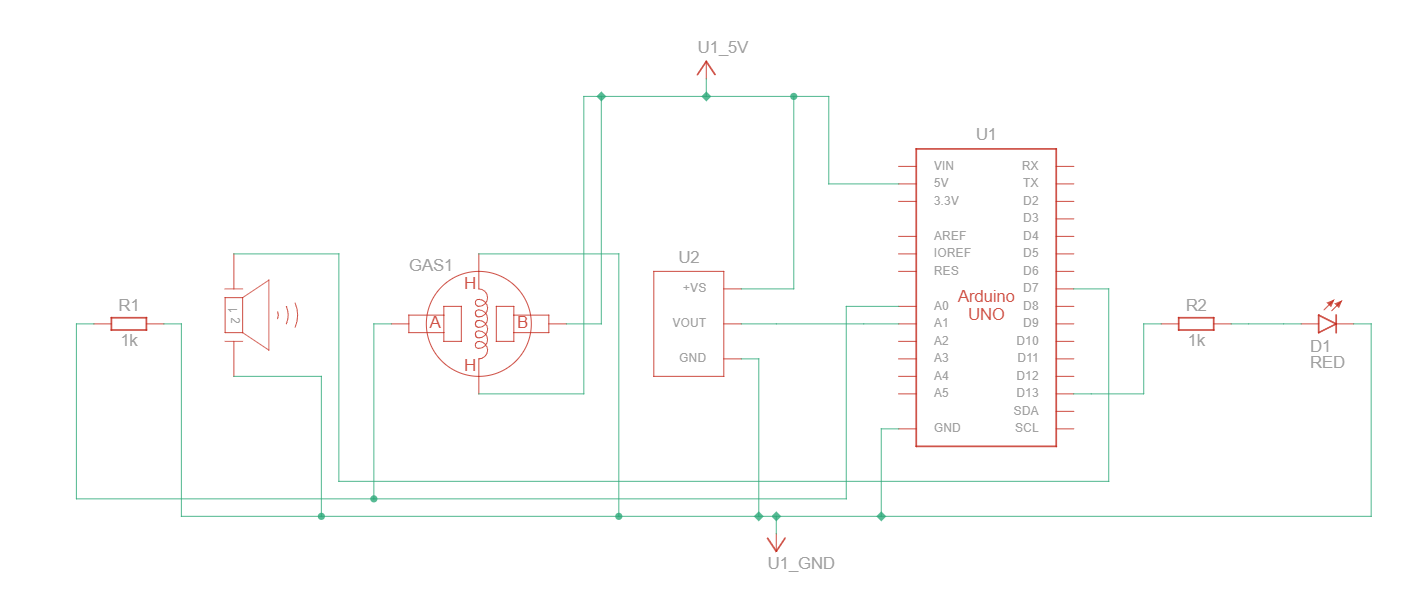 U1_5V
U1
VIN
5V
3.3V
AREF
IOREF
RES
A0
A1
A2
A3
A4
A5
GND
RX
TX
D2
D3
D4
D5
D6
D7
D8
D9
D10
D11
D12
D13
SDA
SCL
Arduino
UNO
U2
+VS
VOUT
GND
GAS1
H
A
B
H
R1
1k
1
2
R2
1k
D1
RED
U1_GND